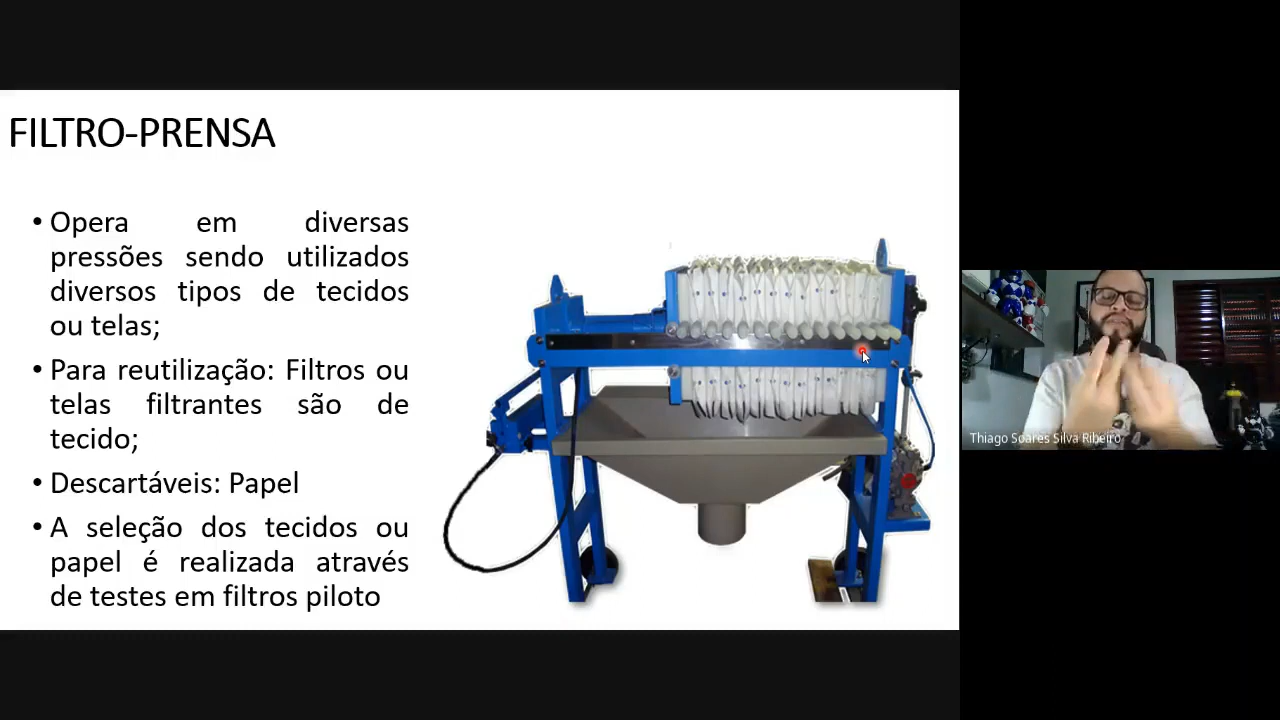 FILTRO-PRENSA
• Opera em diversas
pressões sendo utilizados
diversos tipos de tecidos
ou telas;
• Para reutilização: Filtros ou
telas filtrantes são de
tecido;
• Descartáveis: Papel
• A seleção dos tecidos ou
papel é realizada através
de testes em filtros piloto
Thiago Soares Silva Ribeiro